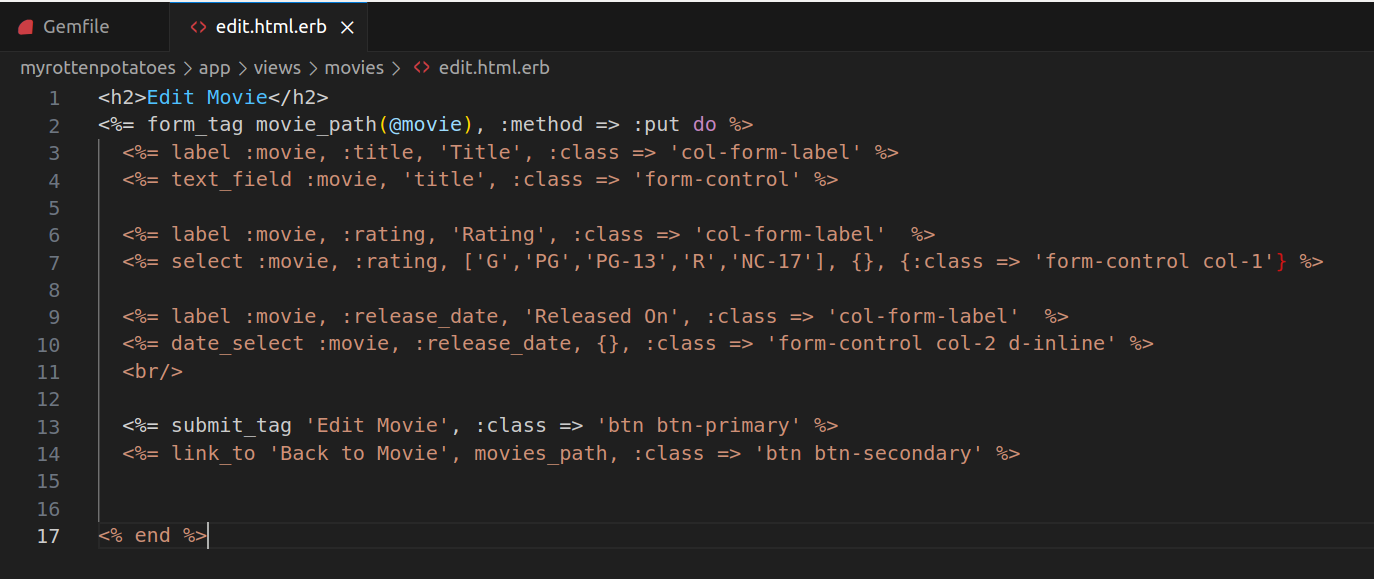 Gemfile
edit.html.erb
myrottenpotatoes > app > views > movies > <> edit.html.erb
1 <h2>Edit Movie</h2>
2 <%= form_tag movie_path(@movie), :method => :put do %>
3   <%= label :movie, :title, 'Title', :class => 'col-form-label' %>
4   <%= text_field :movie, 'title', :class => 'form-control' %>
5
6   <%= label :movie, :rating, 'Rating', :class => 'col-form-label'  %>
7   <%= select :movie, :rating, ['G','PG','PG-13','R','NC-17'], {}, {:class => 'form-control col-1'} %>
8
9   <%= label :movie, :release_date, 'Released On', :class => 'col-form-label'  %>
10   <%= date_select :movie, :release_date, {}, :class => 'form-control col-2 d-inline' %>
11   <br/>
12
13   <%= submit_tag 'Edit Movie', :class => 'btn btn-primary' %>
14   <%= link_to 'Back to Movie', movies_path, :class => 'btn btn-secondary' %>
15
16
17 <% end %>